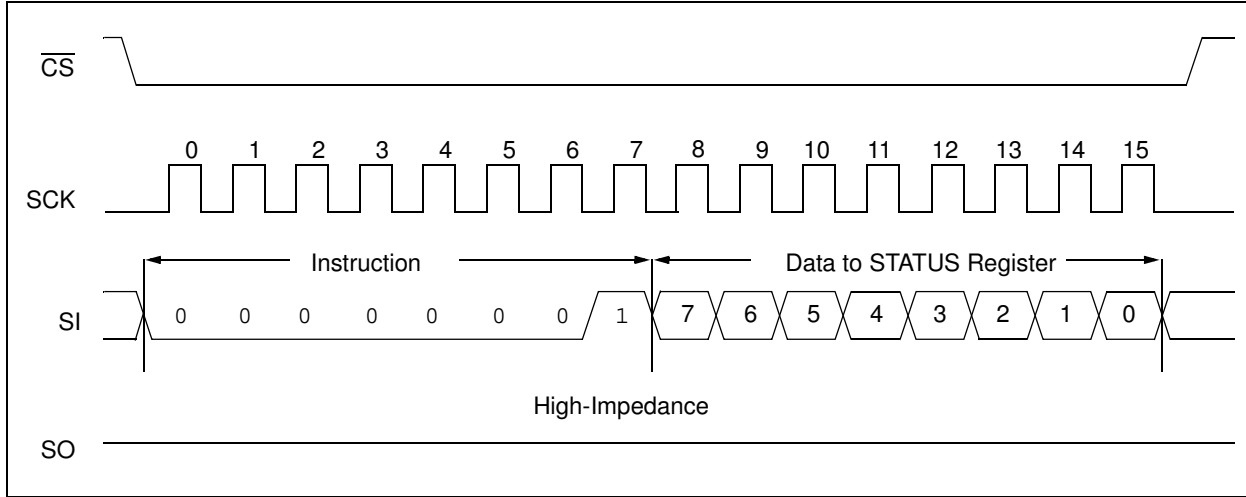 CS
0 1 2 3 4 5 6 7 8 9 10 11 12 13 14 15
SCK
Instruction Data to STATUS Register
SI 0 0 0 0 0 0 0 1 7 6 5 4 3 2 1 0
High-Impedance
SO